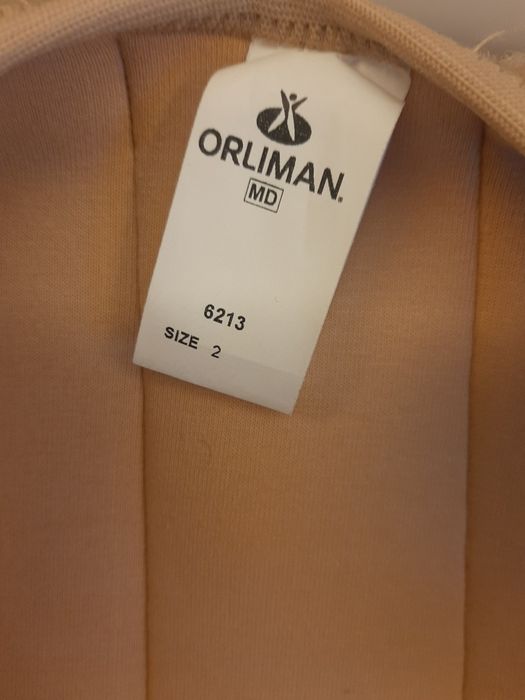 ORLIMAN.
MD
6213
SIZE 2